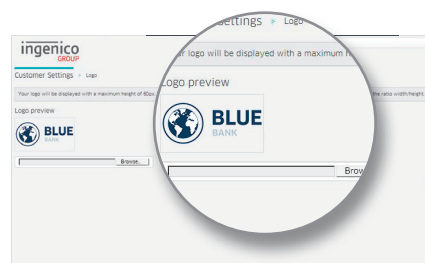 ingenico
GROUP
Customer Settings Logo
Your logo will be displayed with a maximum height of 60px.
the ratio width/height
Logo preview
BLUE
BANK
Browse...
Settings Logo
Your logo will be displayed with a maximum
Logo preview
BLUE
BANK
Brow